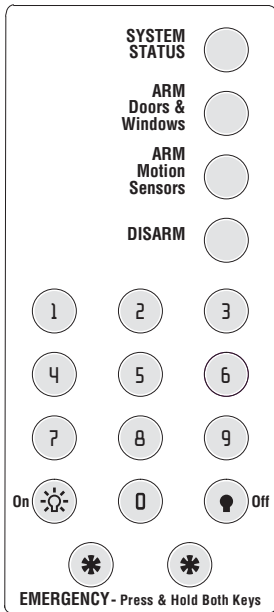 SYSTEM
STATUS
ARM
Doors &
Windows
ARM
Motion
Sensors
DISARM
1 2 3
4 5 6
7 8 9
On 0 Off
* *
EMERGENCY- Press & Hold Both Keys